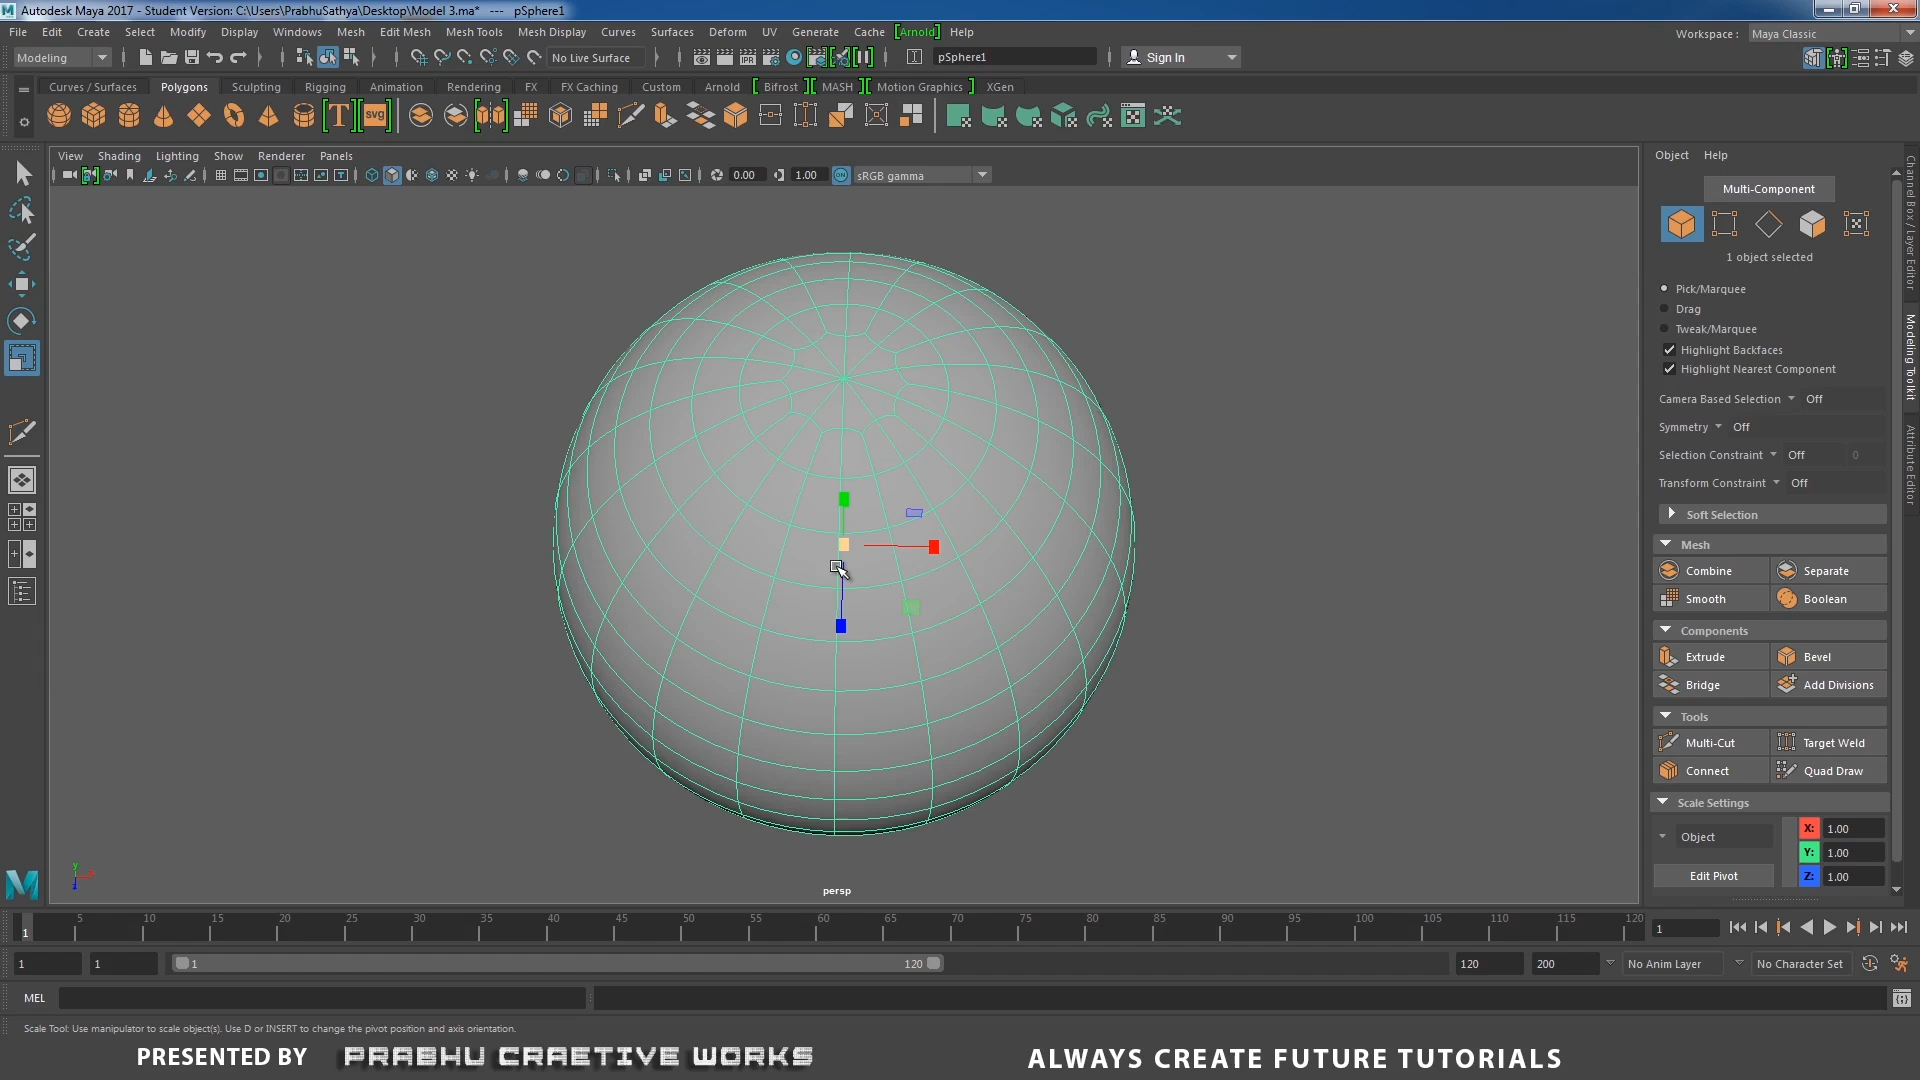 Autodesk Maya 2017 - Student Version: C:\Users\PrabhuSathya\Desktop\Model 3.ma*  ---  pSphere1
File Edit Create Select Modify Display Windows Mesh Edit Mesh Mesh Tools Mesh Display Curves Surfaces Deform UV Generate Cache [Arnold] Help
Workspace : Maya Classic
Modeling No Live Surface IPR pSphere1 Sign In
Curves / Surfaces Polygons Sculpting Rigging Animation Rendering FX FX Caching Custom Arnold [ Bifrost ] [ MASH ] [ Motion Graphics ] XGen
T SVG
View Shading Lighting Show Renderer Panels
0.00 1.00 ON sRGB gamma
Object Help
Multi-Component
1 object selected
Pick/Marquee
Drag
Tweak/Marquee
Highlight Backfaces
Highlight Nearest Component
Camera Based Selection Off
Symmetry Off
Selection Constraint Off 0
Transform Constraint Off
Soft Selection
Mesh
Combine Separate
Smooth Boolean
Components
Extrude Bevel
Bridge Add Divisions
Tools
Multi-Cut Target Weld
Connect Quad Draw
Scale Settings
Object X: 1.00
Y: 1.00
Edit Pivot Z: 1.00
Channel Box / Layer Editor
Modeling Toolkit
Attribute Editor
persp
5 10 15 20 25 30 35 40 45 50 55 60 65 70 75 80 85 90 95 100 105 110 115 120
1 1
1 1 1 120 120 200 No Anim Layer No Character Set
MEL
Scale Tool: Use manipulator to scale object(s). Use D or INSERT to change the pivot position and axis orientation.
PRESENTED BY PRABHU CRAETIVE WORKS ALWAYS CREATE FUTURE TUTORIALS